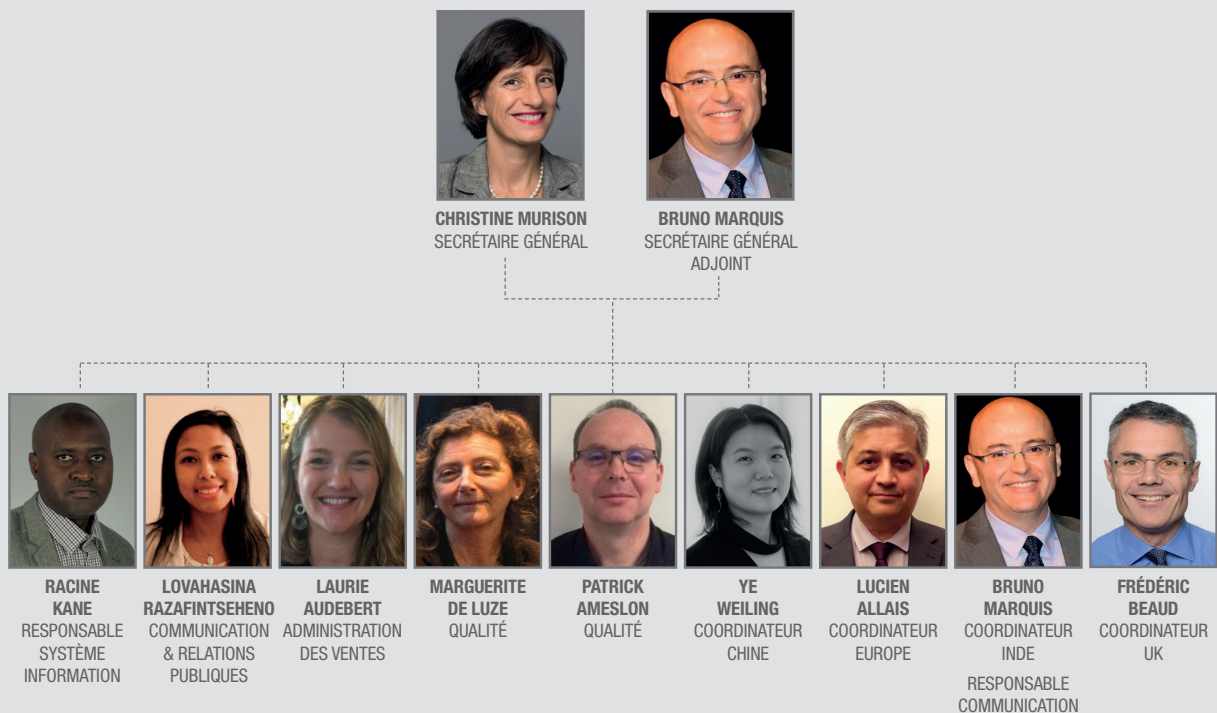 CHRISTINE MURISON
SECRÉTAIRE GÉNÉRAL
BRUNO MARQUIS
SECRÉTAIRE GÉNÉRAL
ADJOINT
RACINE
KANE
RESPONSABLE
SYSTÈME
INFORMATION
LOVAHASINA
RAZAFINTSEHENO
COMMUNICATION
& RELATIONS
PUBLIQUES
LAURIE
AUDEBERT
ADMINISTRATION
DES VENTES
MARGUERITE
DE LUZE
QUALITÉ
PATRICK
AMESLON
QUALITÉ
YE
WEILING
COORDINATEUR
CHINE
LUCIEN
ALLAIS
COORDINATEUR
EUROPE
BRUNO
MARQUIS
COORDINATEUR
INDE
RESPONSABLE
COMMUNICATION
FRÉDÉRIC
BEAUD
COORDINATEUR
UK